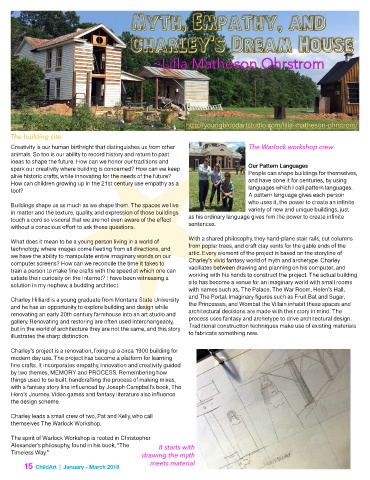 Myth, Empathy, and
Charley's Dream House
Lilla Matheson Ohrstrom
http://youngbloodartstudio.com/lilla-matheson-ohrstrom/
The building site
Creativity is our human birthright that distinguishes us from other
animals. So too is our ability to record history and return to past
ideas to shape the future. How can we honor our traditions and
spark our creativity where building is concerned? How can we keep
alive historic crafts, while innovating for the needs of the future?
How can children growing up in the 21st century use empathy as a
tool?
Buildings shape us as much as we shape them. The spaces we live
in matter and the texture, quality, and expression of those buildings
touch a cord so visceral that we are not even aware of the effect
without a conscious effort to ask these questions.
What does it mean to be a young person living in a world of
technology, where images come fleeting from all directions, and
we have the ability to manipulate entire imaginary worlds on our
computer screens? How can we reconcile the time it takes to
train a person to make fine crafts with the speed at which one can
satiate their curiosity on the internet? I have been witnessing a
solution in my nephew, a budding architect.
Charley Hilliard is a young graduate from Montana State University
and he has an opportunity to explore building and design while
renovating an early 20th century farmhouse into an art studio and
gallery. Renovating and restoring are often used interchangeably,
but in the world of architecture they are not the same, and this story
illustrates the sharp distinction.
Charley's project is a renovation, fixing up a circa 1900 building for
modern day use. The project has become a platform for learning
fine crafts. It incorporates empathy, innovation and creativity guided
by two themes, MEMORY and PROCESS. Remembering how
things used to be built, handcrafting the process of making mixes,
with a fantasy story line influenced by Joseph Campbell's book, The
Hero's Journey. Video games and fantasy literature also influence
the design scheme.
Charley leads a small crew of two, Pat and Kelly, who call
themselves The Warlock Workshop.
The spirit of Warlock Workshop is rooted in Christopher
Alexander's philosophy, found in his book, "The
Timeless Way."
The Warlock workshop crew
Our Pattern Languages
People can shape buildings for themselves,
and have done it for centuries, by using
languages which I call pattern languages.
A pattern language gives each person
who uses it, the power to create an infinite
variety of new and unique buildings, just
as his ordinary language gives him the power to create infinite
sentences.
With a shared philosophy, they hand-plane stair rails, cut columns
from poplar trees, and craft clay vents for the gable ends of the
attic. Every element of the project is based on the storyline of
Charley's vivid fantasy world of myth and archetype. Charley
vacillates between drawing and planning on his computer, and
working with his hands to construct the project. The actual building
site has become a venue for an imaginary world with small rooms
with names such as, The Palace, The War Room, Helen's Hall,
and The Portal. Imaginary figures such as Fruit Bat and Sugar,
the Princesses, and Wombat the Villain inhabit these spaces and
architectural decisions are made with their story in mind. The
process uses fantasy and archetype to drive architectural design.
Traditional construction techniques make use of existing materials
to fabricate something new.
It starts with
drawing the myth
meets material
15 ChildArt | January - March 2018